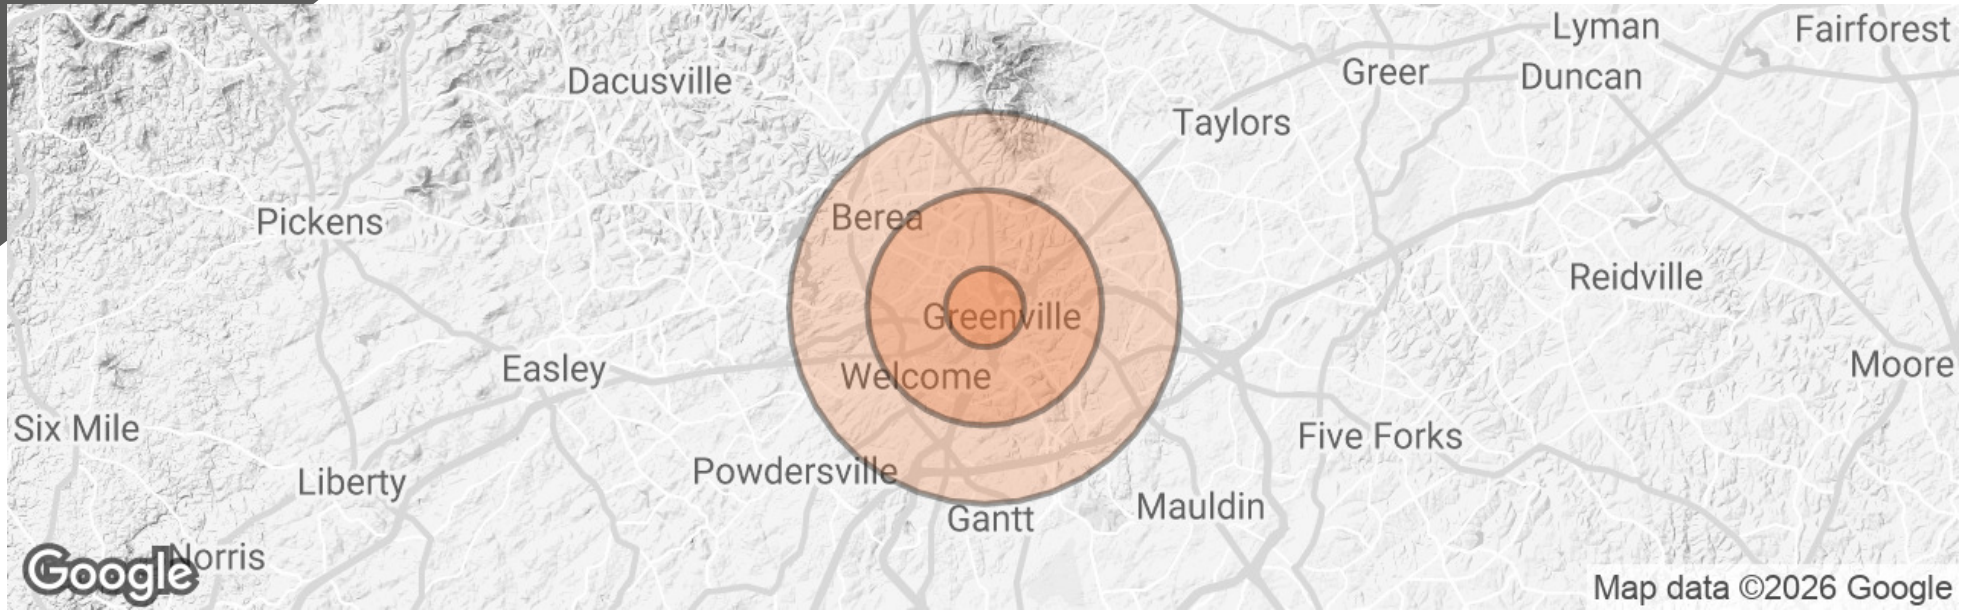 Lyman
Fairforest
Dacusville
Greer
Duncan
Taylors
Pickens
Berea
Reidville
Greenville
Easley
Welcome
Moore
Six Mile
Five Forks
Powdersville
Liberty
Mauldin
Gantt
Norris
Google
Map data ©2026 Google